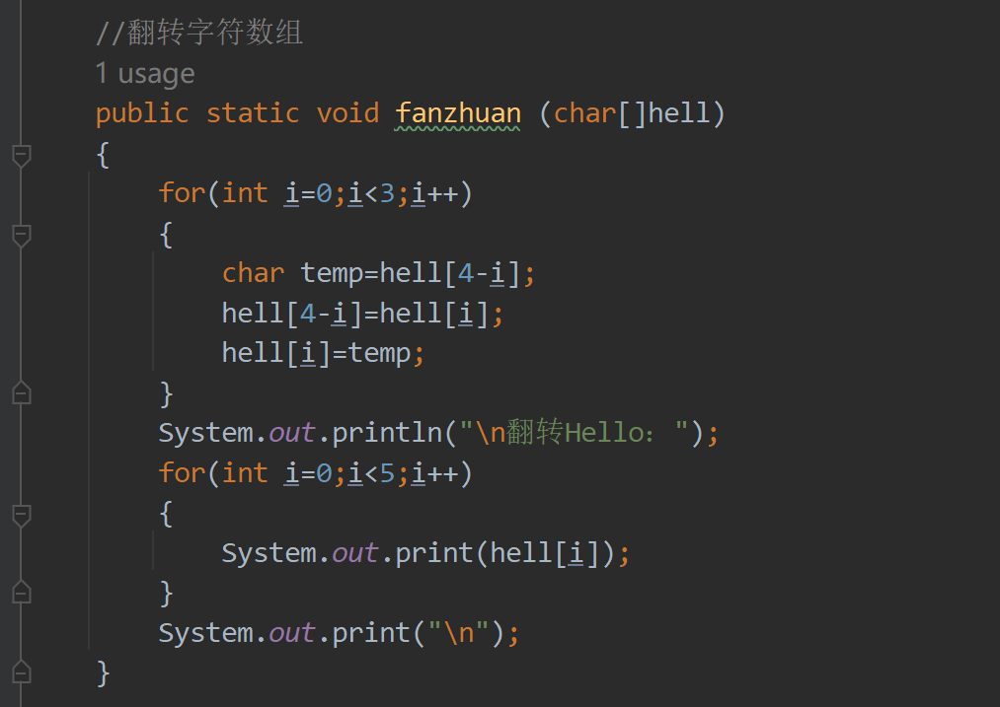 //翻转字符数组
1 usage
public static void fanzhuan (char[]hell)
{
for(int i=0;i<3;i++)
{
char temp=hell[4-i];
hell[4-i]=hell[i];
hell[i]=temp;
}
System.out.println("\n翻转Hello：");
for(int i=0;i<5;i++)
{
System.out.print(hell[i]);
}
System.out.print("\n");
}